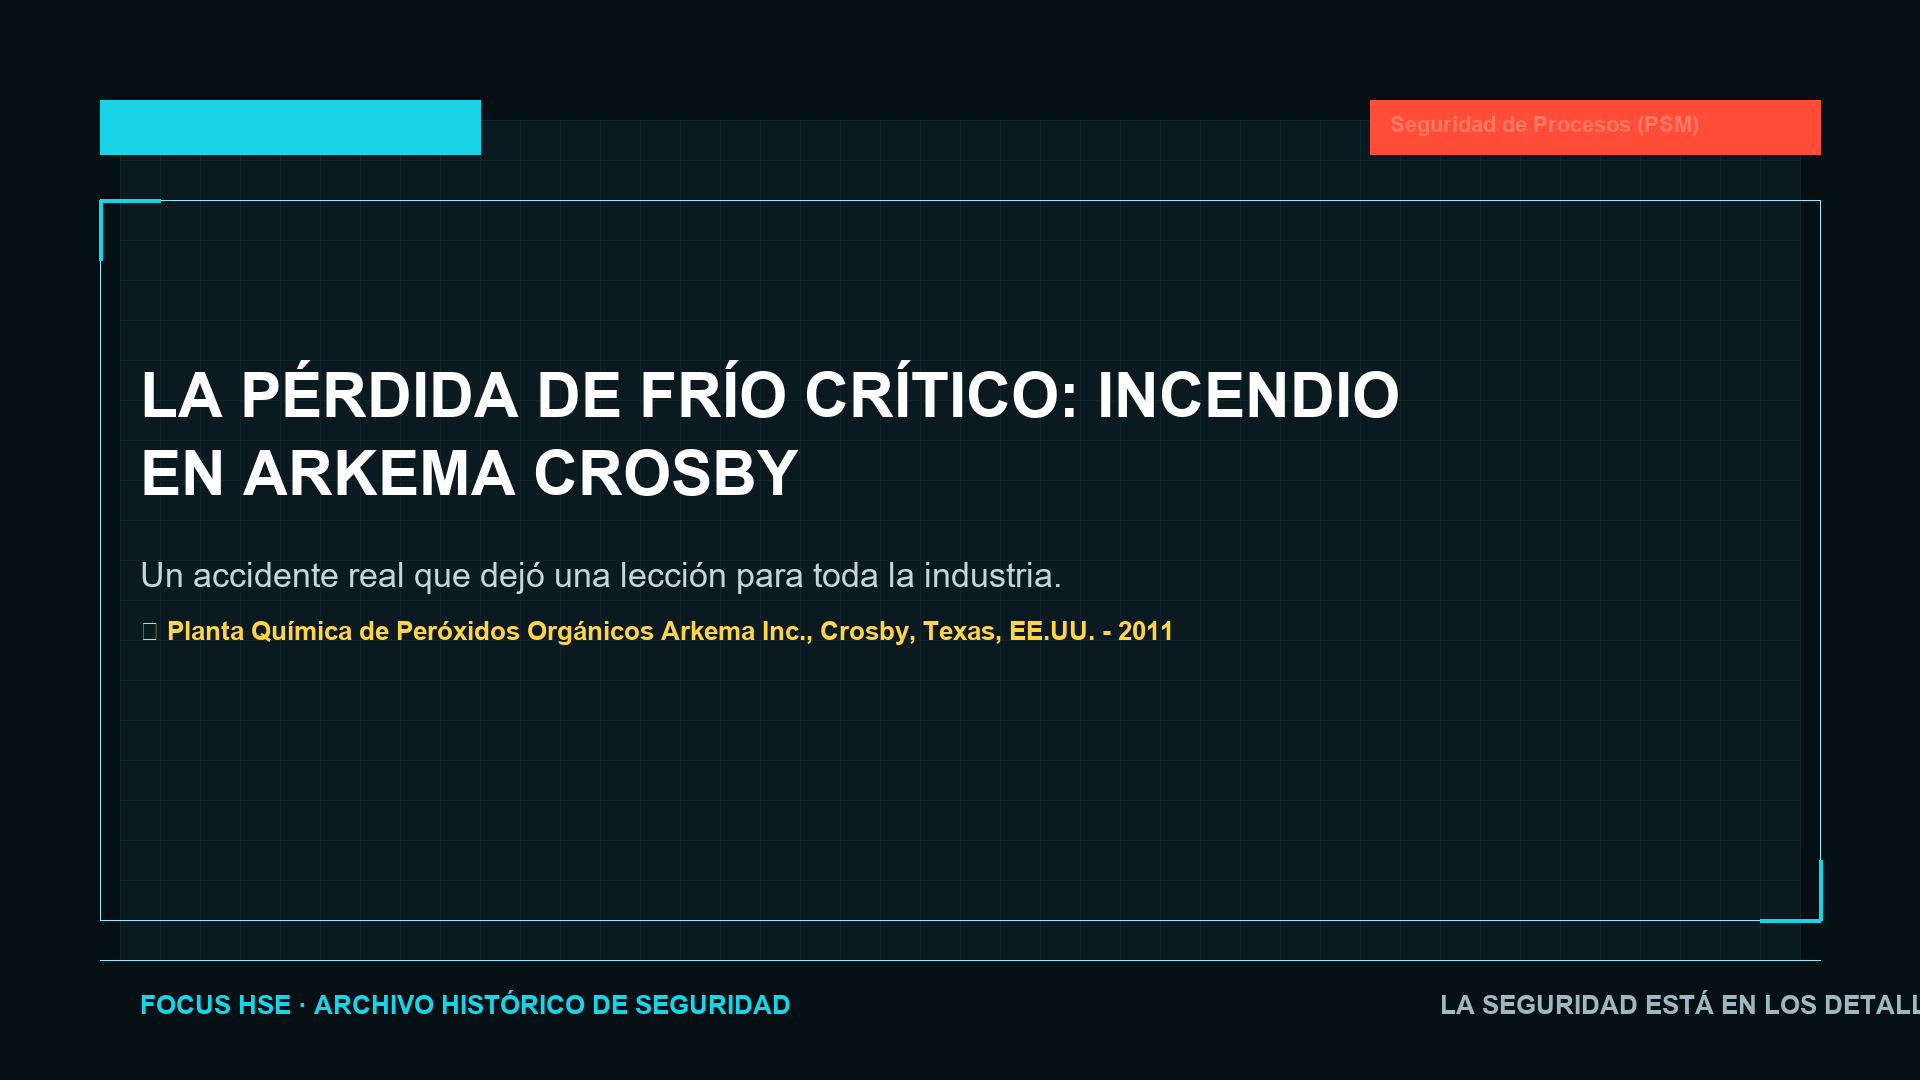 Seguridad de Procesos (PSM)
LA PÉRDIDA DE FRÍO CRÍTICO: INCENDIO
EN ARKEMA CROSBY
Un accidente real que dejó una lección para toda la industria.
Planta Química de Peróxidos Orgánicos Arkema Inc., Crosby, Texas, EE.UU. - 2011
FOCUS HSE · ARCHIVO HISTÓRICO DE SEGURIDAD
LA SEGURIDAD ESTÁ EN LOS DETALL